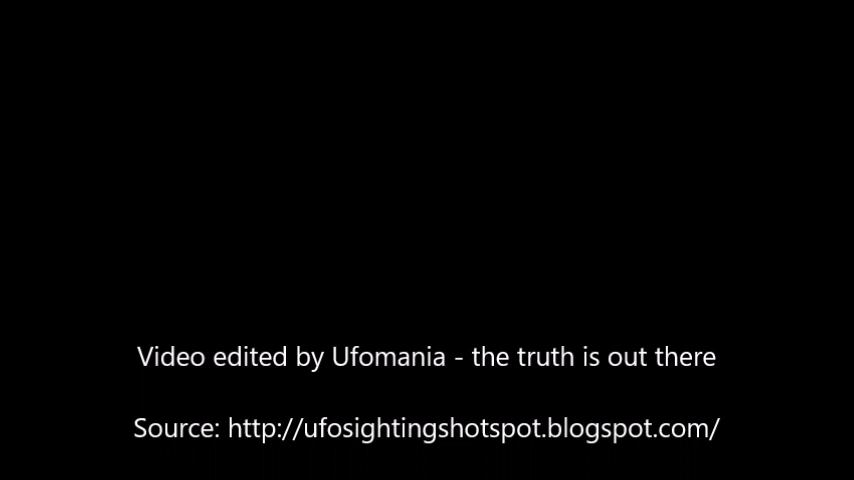 Video edited by Ufomania - the truth is out there
Source: http://ufosightingshotspot.blogspot.com/